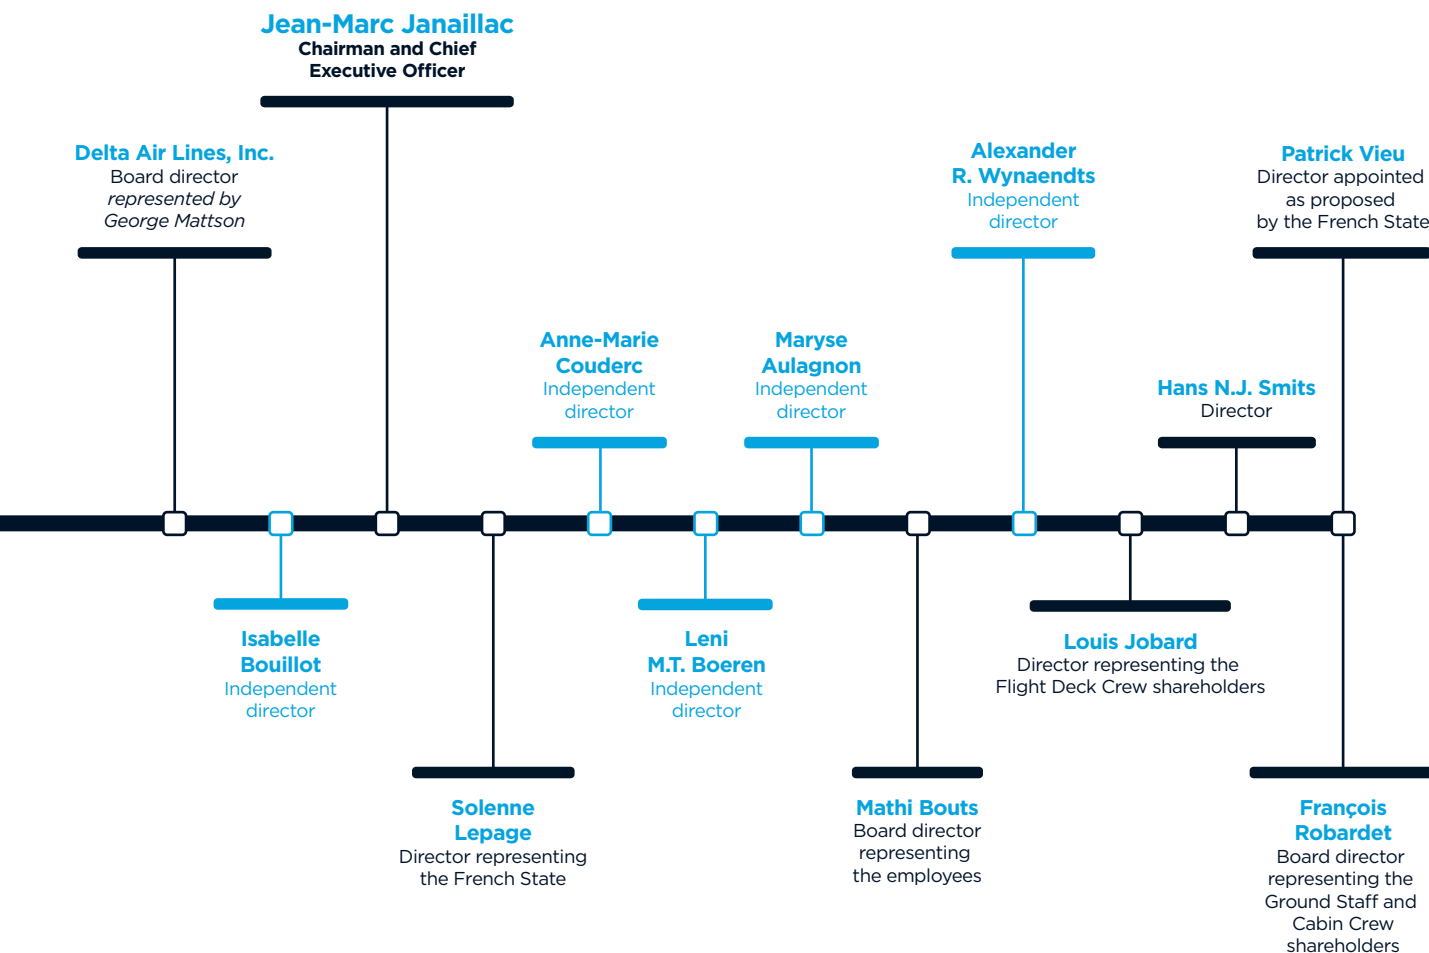 Jean-Marc Janaillac
Chairman and Chief
Executive Officer
Delta Air Lines, Inc.
Board director
represented by
George Mattson
Alexander
R. Wynaendts
Independent
director
Patrick Vieu
Director appointed
as proposed
by the French State
Anne-Marie
Couderc
Independent
director
Maryse
Aulagnon
Independent
director
Hans N.J. Smits
Director
Isabelle
Bouillot
Independent
director
Leni
M.T. Boeren
Independent
director
Louis Jobard
Director representing the
Flight Deck Crew shareholders
Solenne
Lepage
Director representing
the French State
Mathi Bouts
Board director
representing
the employees
François
Robardet
Board director
representing the
Ground Staff and
Cabin Crew
shareholders